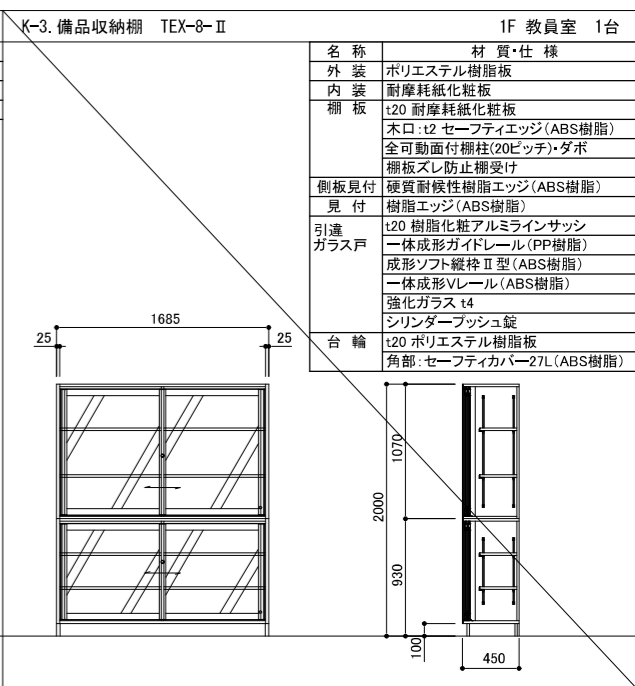 K-3. 備品収納棚 TEX-8-Ⅱ 1F 教員室 1台
名 称 材 質・仕 様
外 装 ポリエステル樹脂板
内 装 耐摩耗紙化粧板
棚 板 t20 耐摩耗紙化粧板
木口:t2 セーフティエッジ(ABS樹脂)
全可動面付棚柱(20ピッチ)・ダボ
棚板ズレ防止棚受け
側板見付 硬質耐候性樹脂エッジ(ABS樹脂)
見 付 樹脂エッジ(ABS樹脂)
引違 t20 樹脂化粧アルミラインサッシ
ガラス戸 一体成形ガイドレール(PP樹脂)
成形ソフト縦枠Ⅱ型(ABS樹脂)
一体成形Vレール(ABS樹脂)
強化ガラス t4
シリンダープッシュ錠
台 輪 t20 ポリエステル樹脂板
角部:セーフティカバー27L(ABS樹脂)
1685
25 25
1070
2000
930
100
450